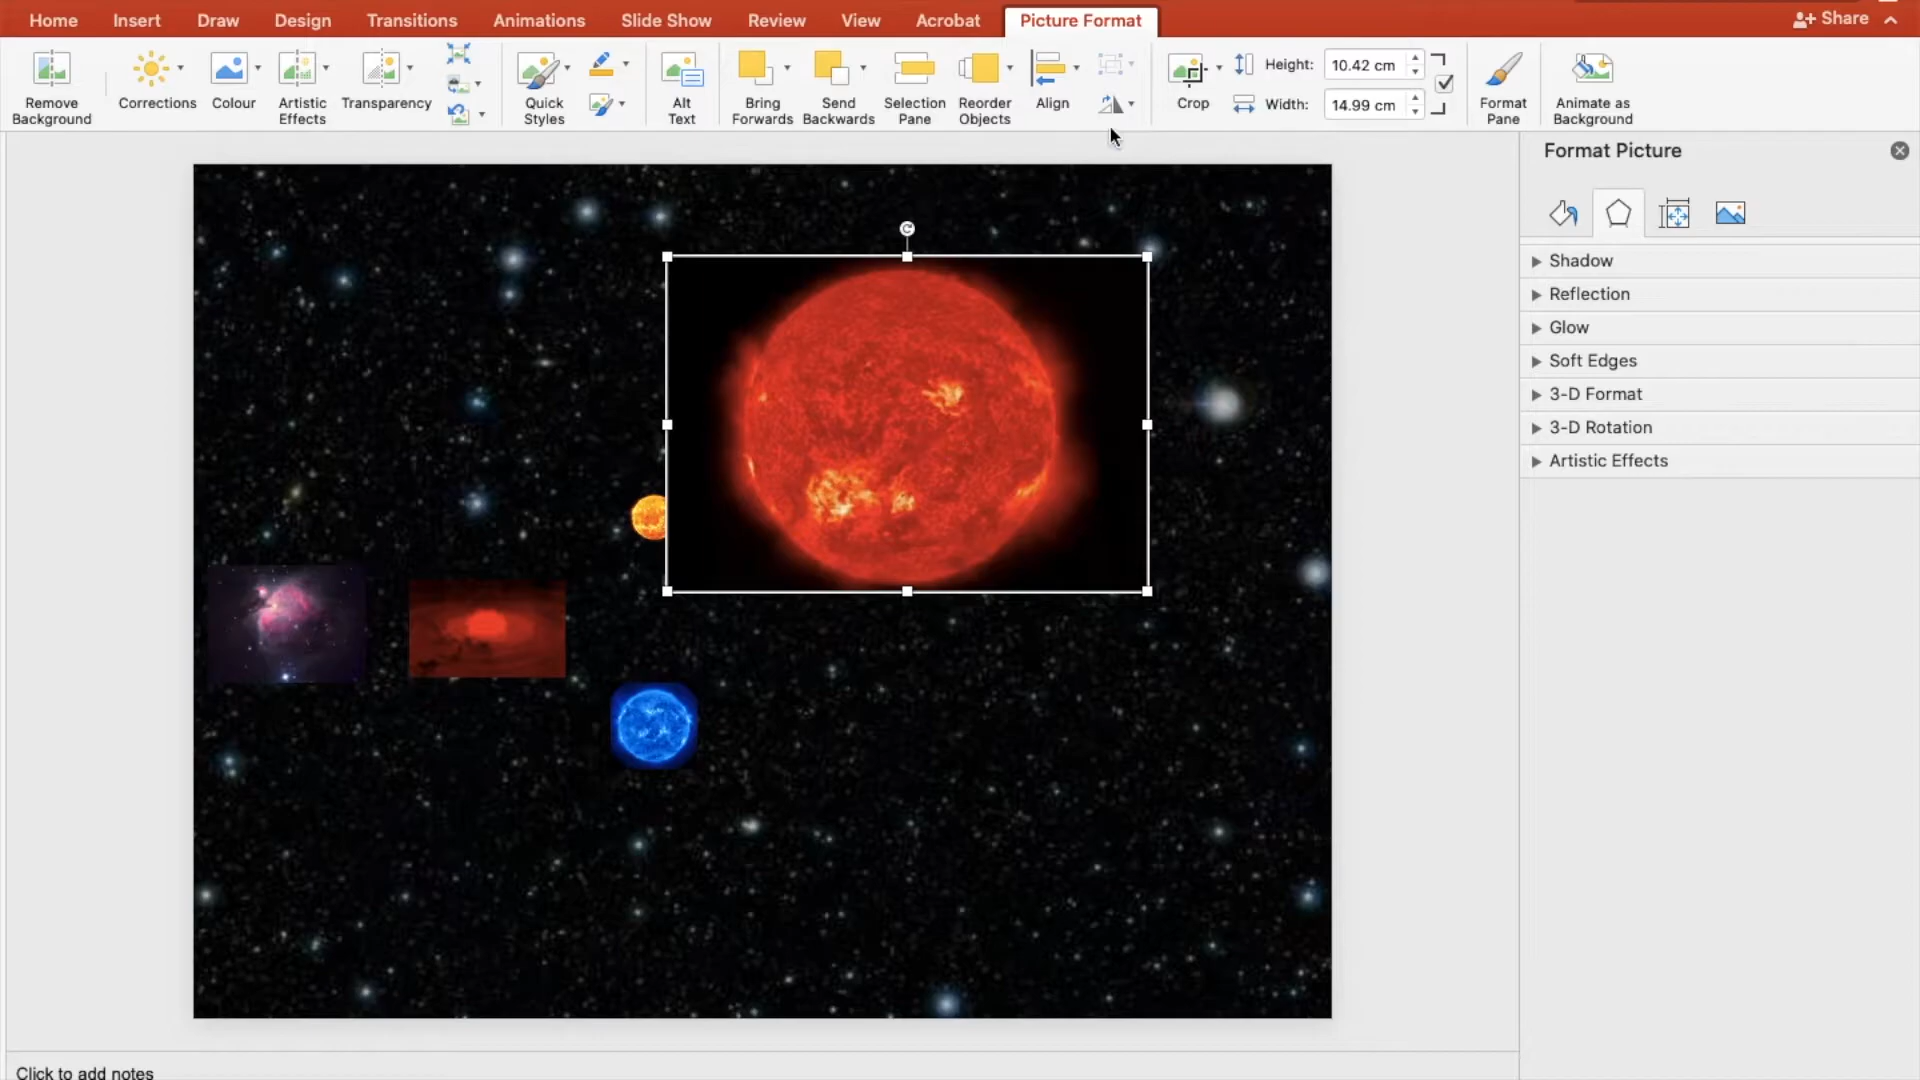 Home Insert Draw Design Transitions Animations Slide Show Review View Acrobat Picture Format Share
Remove Background
Corrections
Colour
Artistic Effects
Transparency
Quick Styles
Alt Text
Bring Forwards
Send Backwards
Selection Pane
Reorder Objects
Align
Crop
Height: 10.42 cm
Width: 14.99 cm
Format Pane
Animate as Background
Format Picture
Shadow
Reflection
Glow
Soft Edges
3-D Format
3-D Rotation
Artistic Effects
Click to add notes